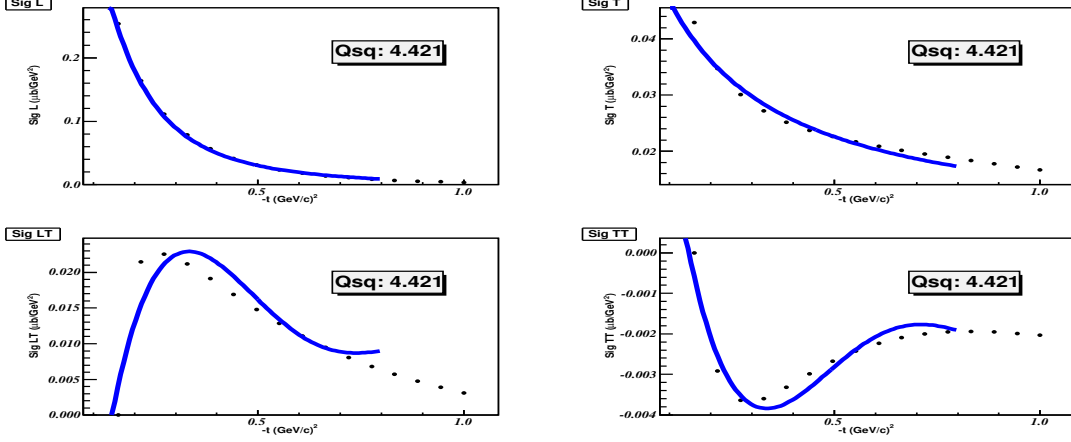 Sig L
Sig L (μb/GeV²)
0.2
0.1
0.0
Qsq: 4.421
0.5
1.0
-t (GeV/c)²
Sig T
Sig T (μb/GeV²)
0.04
0.03
0.02
Qsq: 4.421
0.5
1.0
-t (GeV/c)²
Sig LT
Sig LT (μb/GeV²)
0.020
0.015
0.010
0.005
0.000
Qsq: 4.421
0.5
1.0
-t (GeV/c)²
Sig TT
Sig TT (μb/GeV²)
0.000
-0.001
-0.002
-0.003
-0.004
Qsq: 4.421
0.5
1.0
-t (GeV/c)²